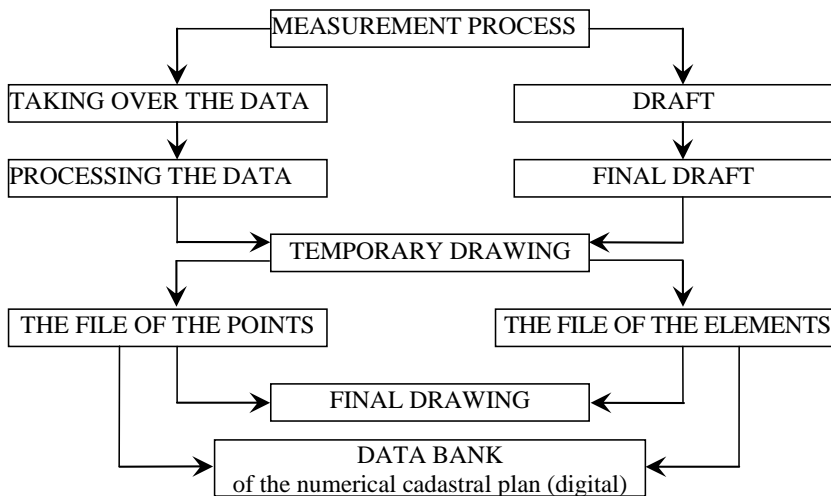 MEASUREMENT PROCESS
TAKING OVER THE DATA
DRAFT
PROCESSING THE DATA
FINAL DRAFT
TEMPORARY DRAWING
THE FILE OF THE POINTS
THE FILE OF THE ELEMENTS
FINAL DRAWING
DATA BANK
of the numerical cadastral plan (digital)